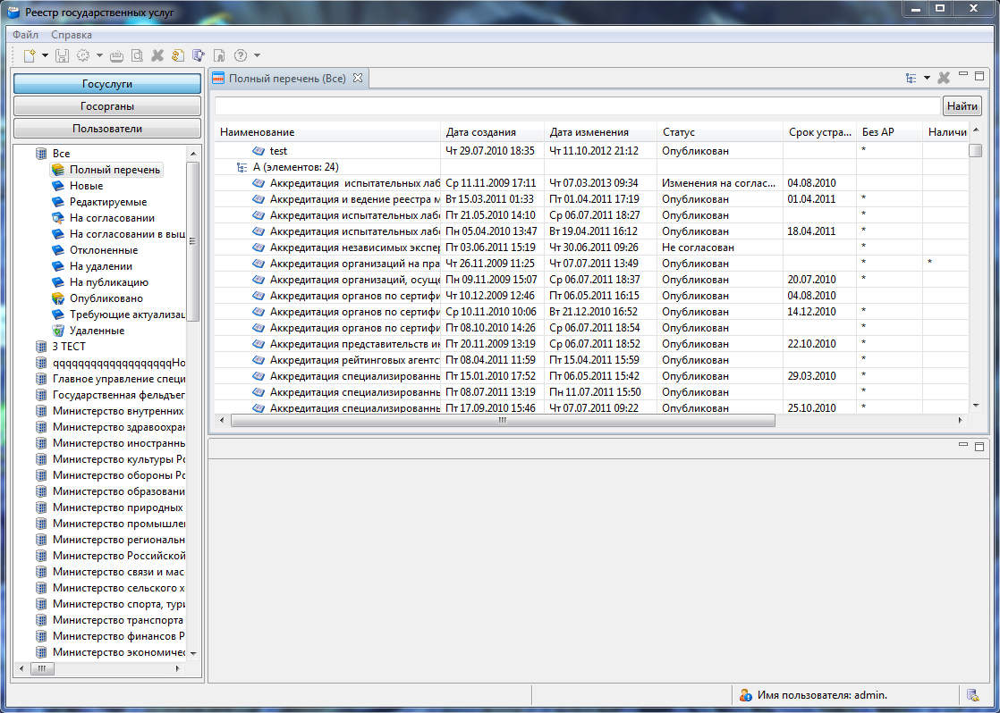 Реестр государственных услуг
Файл Справка
Госуслуги
Госорганы
Пользователи
Все
Полный перечень
Новые
Редактируемые
На согласовании
На согласовании в выш
Отклоненные
На удалении
На публикацию
Опубликовано
Требующие актуализац
Удаленные
3 ТЕСТ
qqqqqqqqqqqqqqqqqqqНо
Главное управление специ
Государственная фельдъег
Министерство внутренних
Министерство здравоохран
Министерство иностранны
Министерство культуры Ро
Министерство обороны Ро
Министерство образовани
Министерство природных
Министерство промышлен
Министерство регионально
Министерство Российской
Министерство связи и мас
Министерство сельского х
Министерство спорта, тури
Министерство транспорта
Министерство финансов Р
Министерство экономичес
Полный перечень (Все)
Найти
Наименование Дата создания Дата изменения Статус Срок устра... Без АР Наличи
test Чт 29.07.2010 18:35 Чт 11.10.2012 21:12 Опубликован *
А (элементов: 24)
Аккредитация испытательных лаб Ср 11.11.2009 17:11 Чт 07.03.2013 09:34 Изменения на соглас... 04.08.2010
Аккредитация и ведение реестра м Вт 15.03.2011 01:33 Пт 01.04.2011 17:19 Опубликован 01.04.2011 *
Аккредитация испытательных лабо Пт 21.05.2010 14:10 Ср 06.07.2011 18:27 Опубликован *
Аккредитация испытательных лабо Пн 05.04.2010 13:47 Вт 19.04.2011 16:12 Опубликован 18.04.2011 *
Аккредитация независимых экспер Пт 03.06.2011 15:19 Чт 30.06.2011 09:26 Не согласован *
Аккредитация организаций на пра Чт 26.11.2009 11:25 Чт 07.07.2011 13:49 Опубликован * *
Аккредитация организаций, осуще Пн 09.11.2009 15:07 Ср 06.07.2011 18:37 Опубликован 20.07.2010 *
Аккредитация органов по сертифи Чт 10.12.2009 12:46 Пт 06.05.2011 16:15 Опубликован 04.08.2010 *
Аккредитация органов по сертифи Ср 10.11.2010 10:06 Вт 21.12.2010 16:52 Опубликован 14.12.2010 *
Аккредитация органов по сертифи Пт 08.10.2010 14:26 Ср 06.07.2011 18:54 Опубликован *
Аккредитация представительств ин Пт 20.11.2009 13:19 Ср 06.07.2011 18:52 Опубликован 22.10.2010 *
Аккредитация рейтинговых агентс Пт 08.04.2011 11:59 Пт 15.04.2011 15:59 Опубликован *
Аккредитация специализированны Пт 15.01.2010 17:52 Пт 06.05.2011 15:42 Опубликован 29.03.2010 *
Аккредитация специализированны Пт 08.07.2011 13:19 Пн 11.07.2011 15:50 Опубликован *
Аккредитация специализированны Пт 17.09.2010 15:46 Чт 07.07.2011 09:22 Опубликован 25.10.2010 *
Имя пользователя: admin.